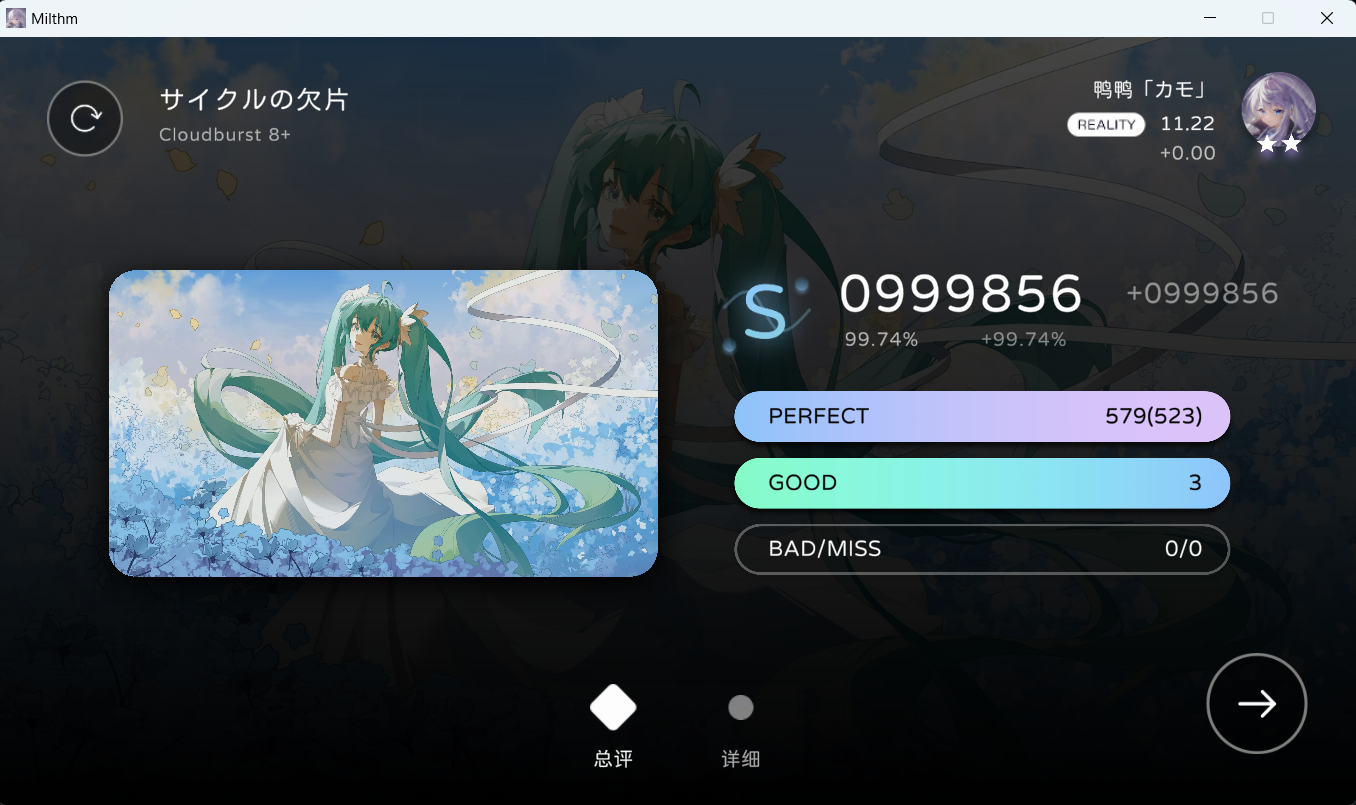 Milthm
サイクルの欠片
Cloudburst 8+
鸭鸭「カモ」
REALITY 11.22
+0.00
S 0999856 +0999856
99.74% +99.74%
PERFECT 579(523)
GOOD 3
BAD/MISS 0/0
总评 详细